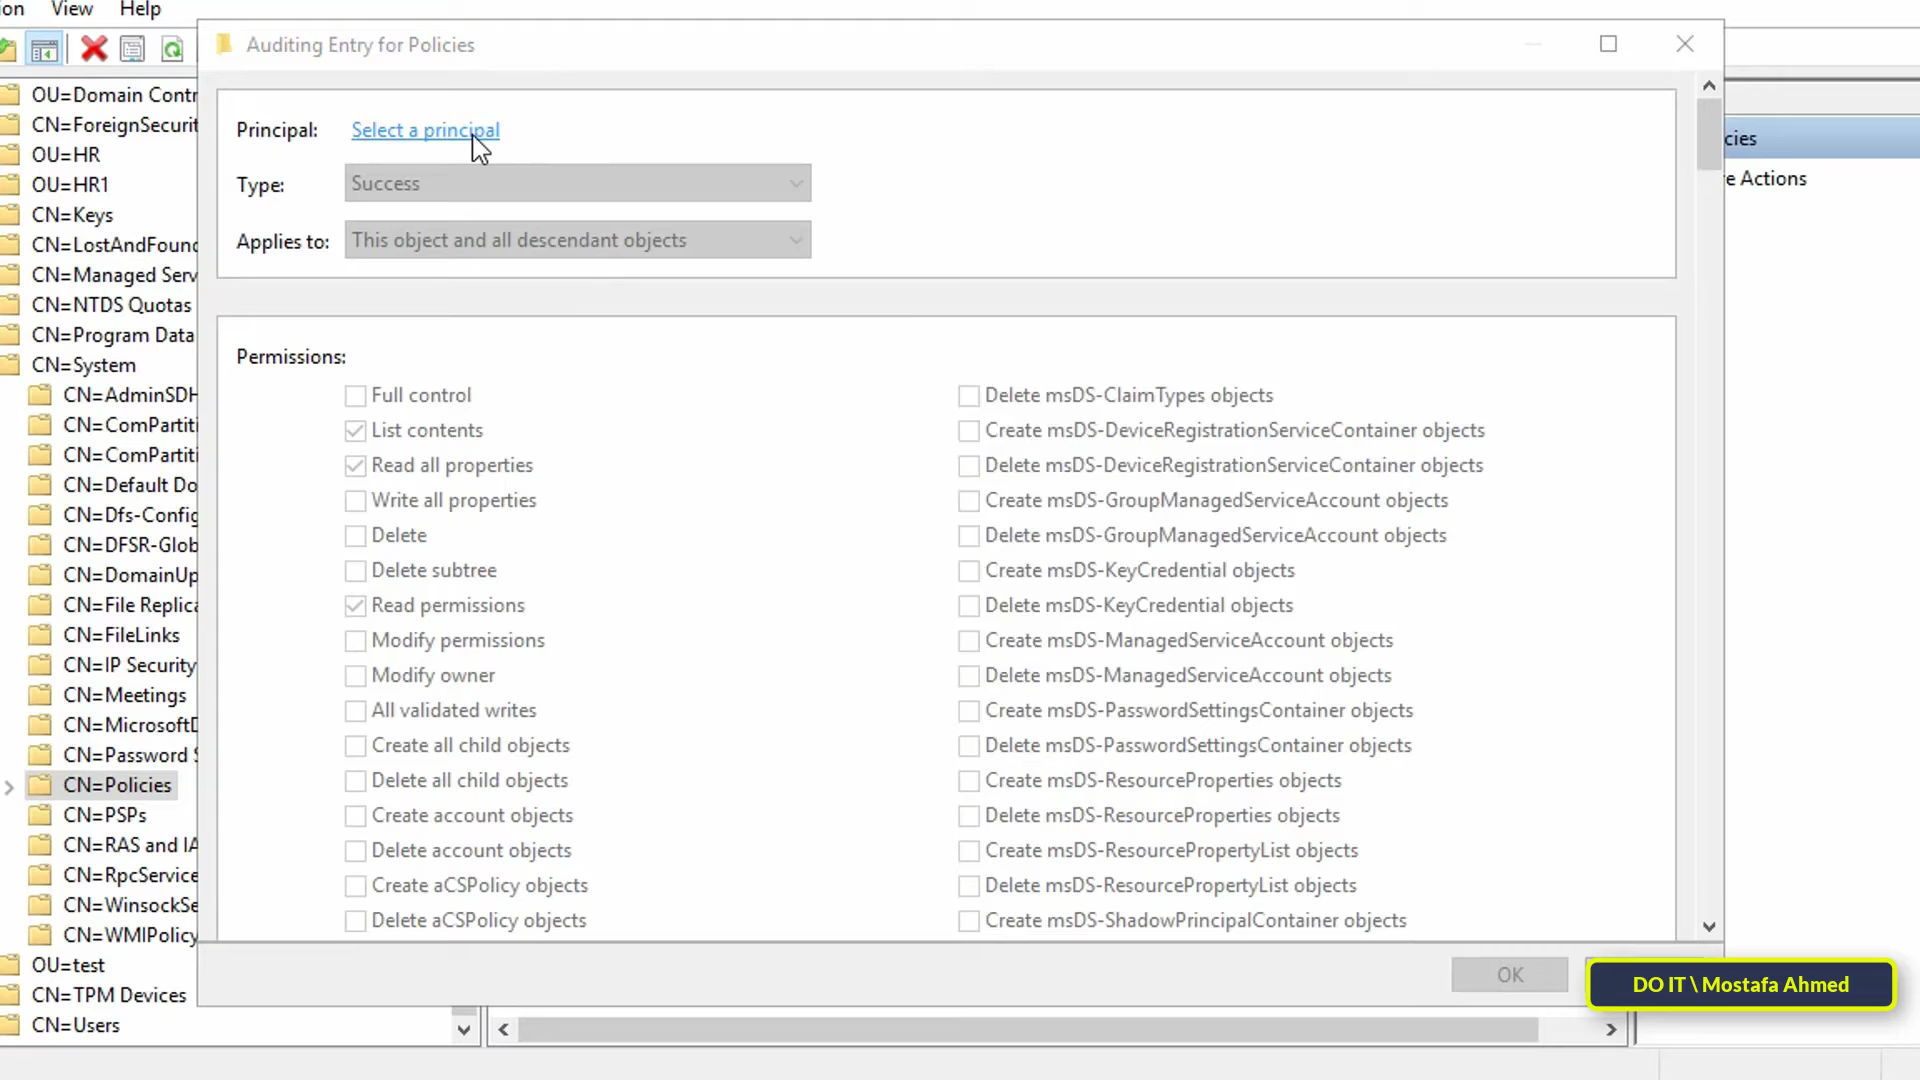 ion View Help
Auditing Entry for Policies
OU=Domain Contr
CN=ForeignSecurit
OU=HR
OU=HR1
CN=Keys
CN=LostAndFound
CN=Managed Serv
CN=NTDS Quotas
CN=Program Data
CN=System
CN=AdminSDH
CN=ComPartiti
CN=ComPartiti
CN=Default Do
CN=Dfs-Config
CN=DFSR-Glob
CN=DomainUp
CN=File Replica
CN=FileLinks
CN=IP Security
CN=Meetings
CN=MicrosoftD
CN=Password S
CN=Policies
CN=PSPs
CN=RAS and IA
CN=RpcService
CN=WinsockSe
CN=WMIPolicy
OU=test
CN=TPM Devices
CN=Users
Principal: Select a principal
Type: Success
Applies to: This object and all descendant objects
Permissions:
Full control
List contents
Read all properties
Write all properties
Delete
Delete subtree
Read permissions
Modify permissions
Modify owner
All validated writes
Create all child objects
Delete all child objects
Create account objects
Delete account objects
Create aCSPolicy objects
Delete aCSPolicy objects
Delete msDS-ClaimTypes objects
Create msDS-DeviceRegistrationServiceContainer objects
Delete msDS-DeviceRegistrationServiceContainer objects
Create msDS-GroupManagedServiceAccount objects
Delete msDS-GroupManagedServiceAccount objects
Create msDS-KeyCredential objects
Delete msDS-KeyCredential objects
Create msDS-ManagedServiceAccount objects
Delete msDS-ManagedServiceAccount objects
Create msDS-PasswordSettingsContainer objects
Delete msDS-PasswordSettingsContainer objects
Create msDS-ResourceProperties objects
Delete msDS-ResourceProperties objects
Create msDS-ResourcePropertyList objects
Delete msDS-ResourcePropertyList objects
Create msDS-ShadowPrincipalContainer objects
OK
cies
re Actions
DO IT \ Mostafa Ahmed